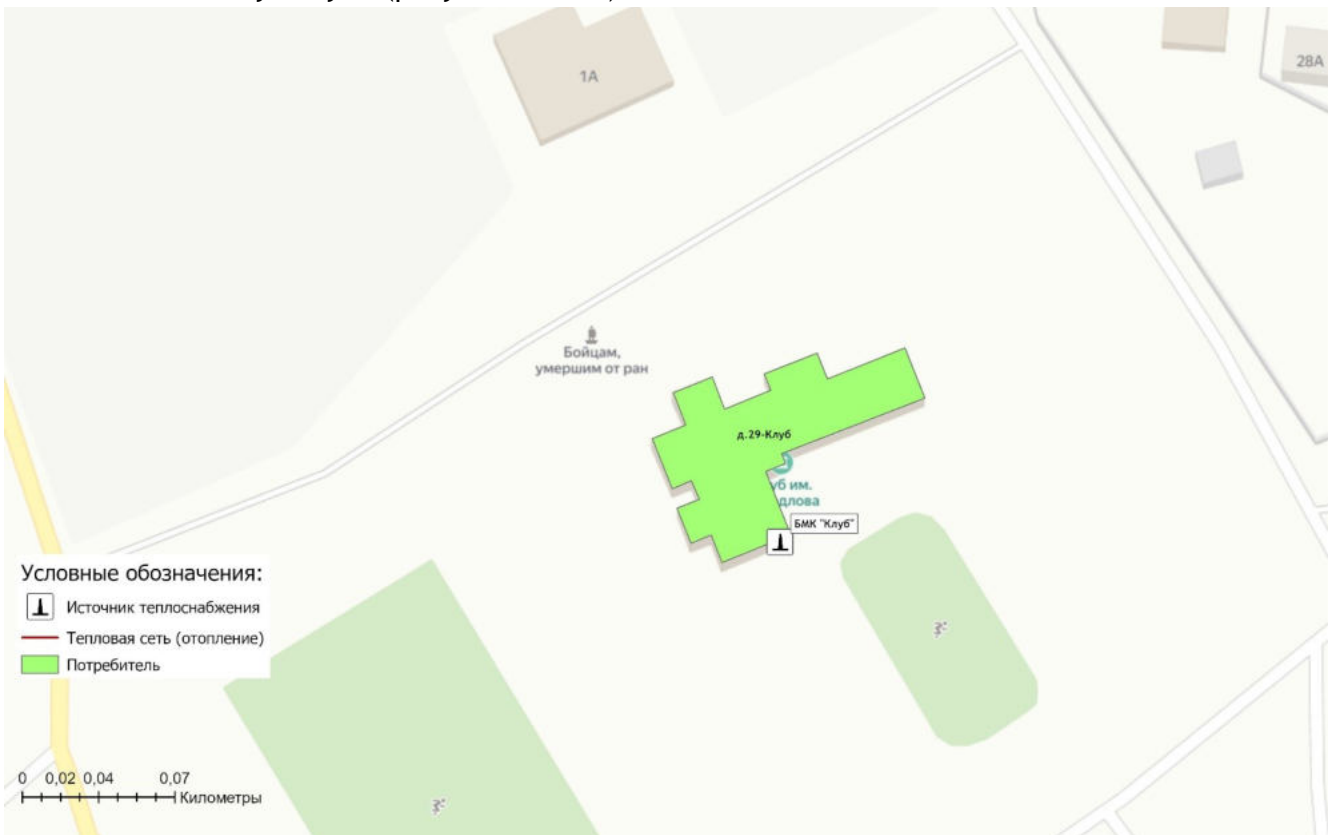 1А
28А
Бойцам,
умершим от ран
д.29-Клуб
уб им.
длова
БМК "Клуб"
Условные обозначения:
Источник теплоснабжения
Тепловая сеть (отопление)
Потребитель
0 0,02 0,04 0,07
Километры